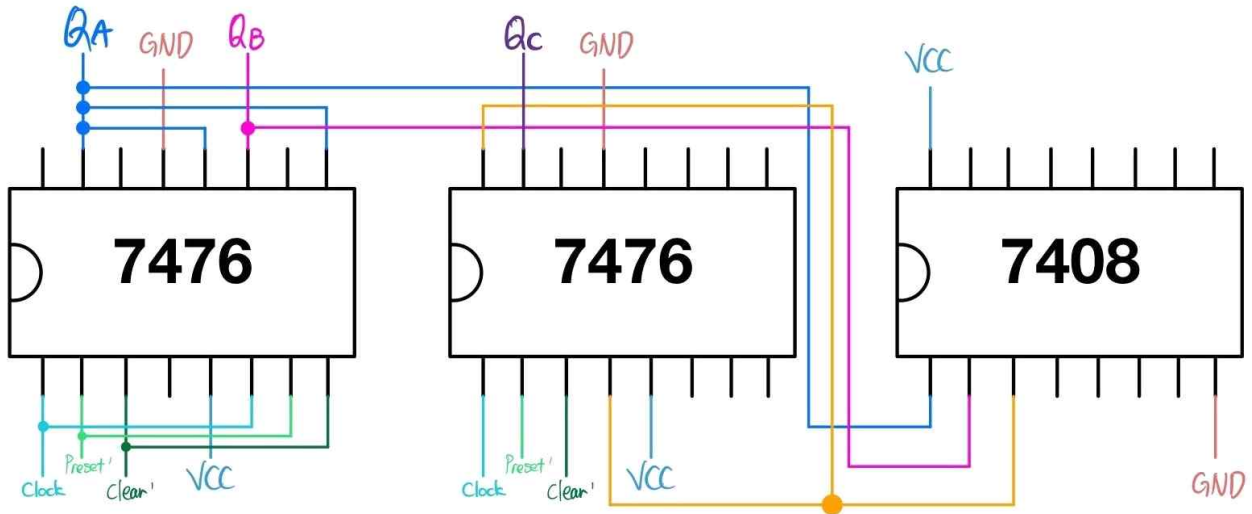 QA GND QB QC GND VCC
7476 7476 7408
Clock Preset' Clear' VCC Clock Preset' Clear' VCC GND